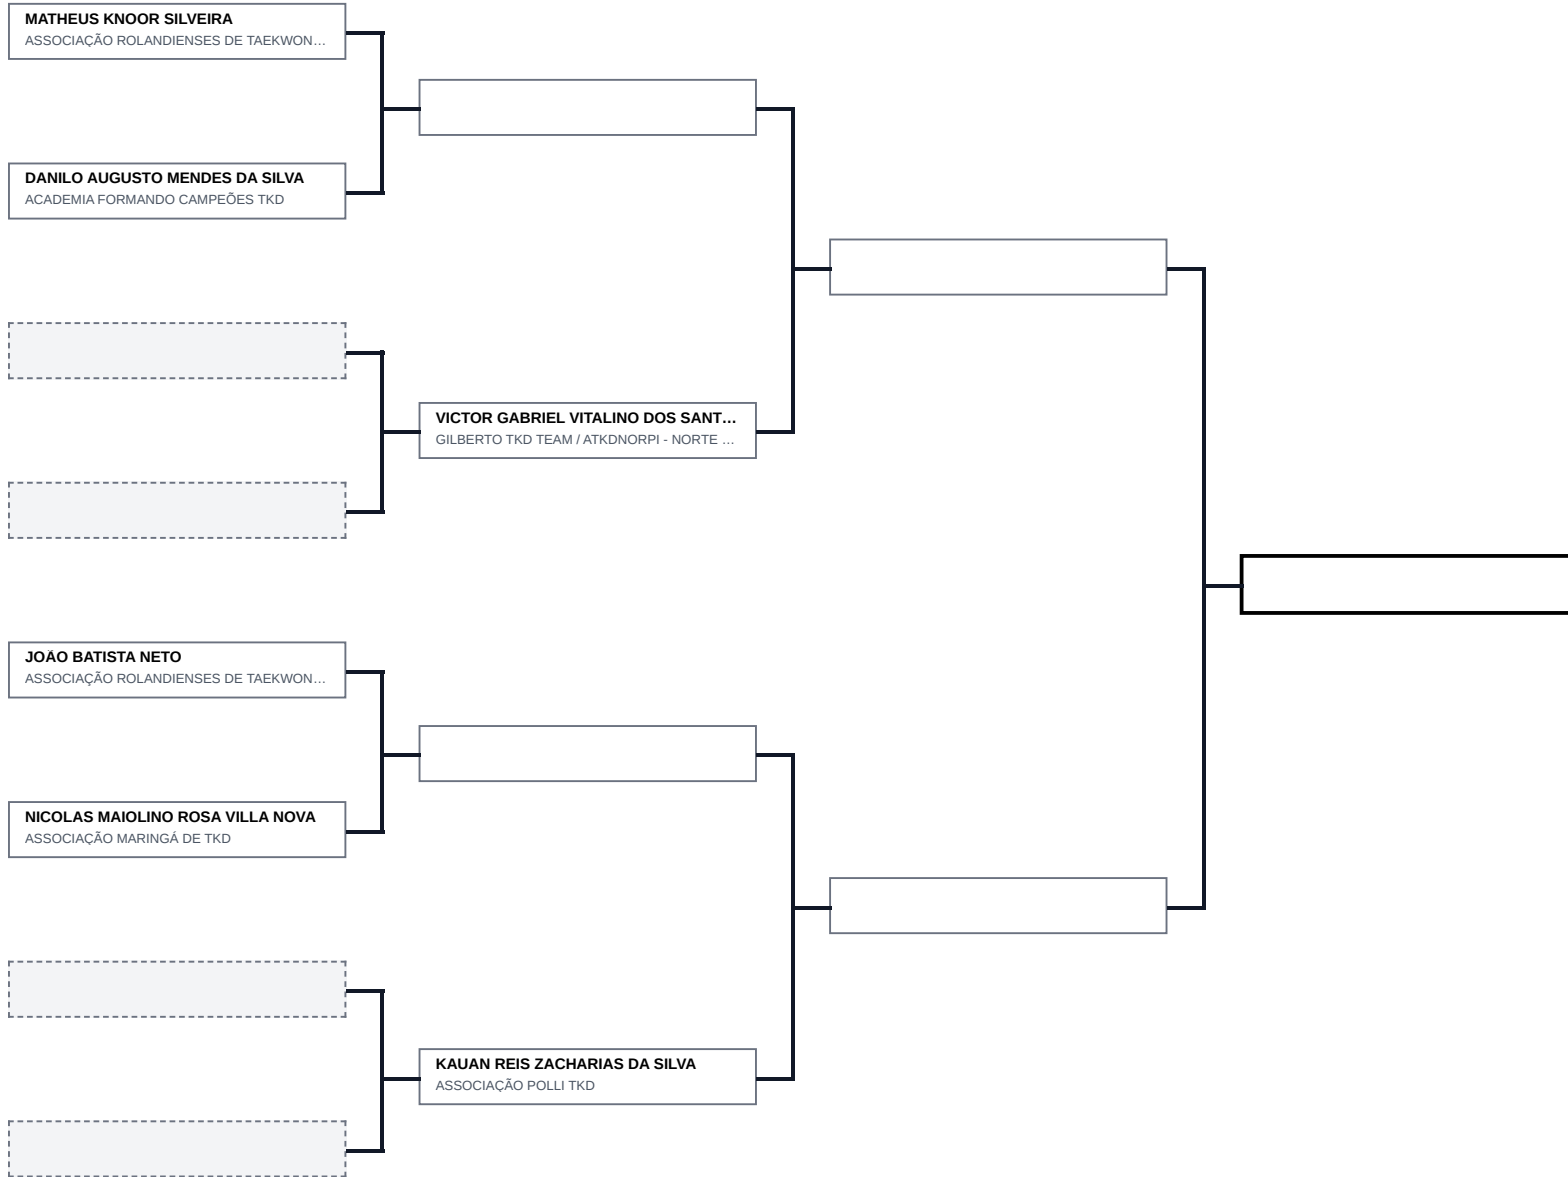 MATHEUS KNOOR SILVEIRA
ASSOCIAÇÃO ROLANDIENSES DE TAEKWON…
DANILO AUGUSTO MENDES DA SILVA
ACADEMIA FORMANDO CAMPEÕES TKD
VICTOR GABRIEL VITALINO DOS SANT…
GILBERTO TKD TEAM / ATKDNORPI - NORTE …
JOÃO BATISTA NETO
ASSOCIAÇÃO ROLANDIENSES DE TAEKWON…
NICOLAS MAIOLINO ROSA VILLA NOVA
ASSOCIAÇÃO MARINGÁ DE TKD
KAUAN REIS ZACHARIAS DA SILVA
ASSOCIAÇÃO POLLI TKD